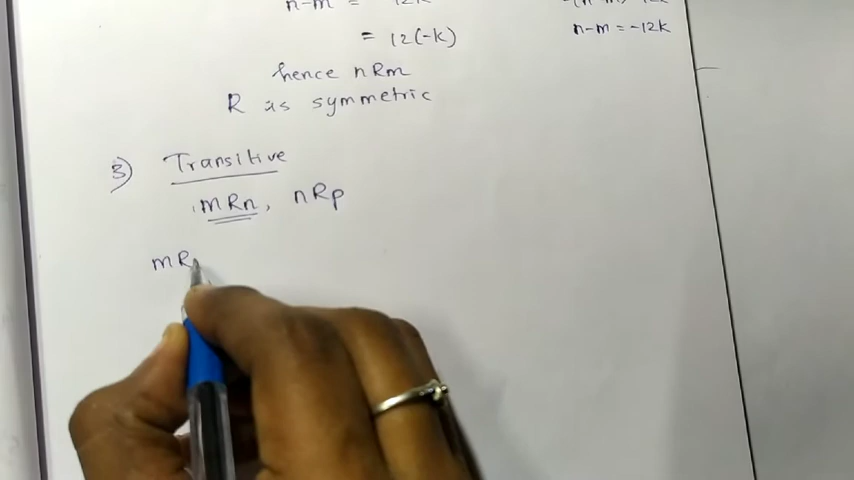 n-m =
= 12(-k)
n-m = -12k
hence nRm
R is symmetric
3) Transitive
mRn, nRp
mR